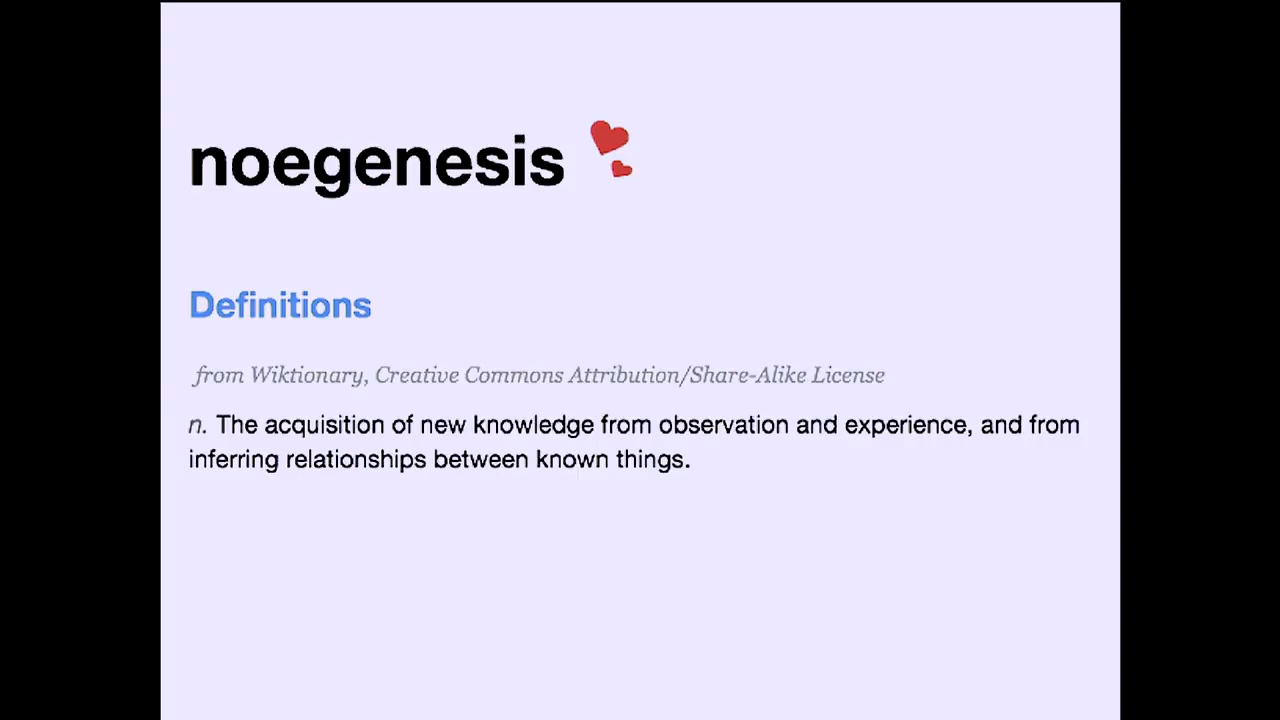 noegenesis
Definitions
from Wiktionary, Creative Commons Attribution/Share-Alike License
n. The acquisition of new knowledge from observation and experience, and from
inferring relationships between known things.